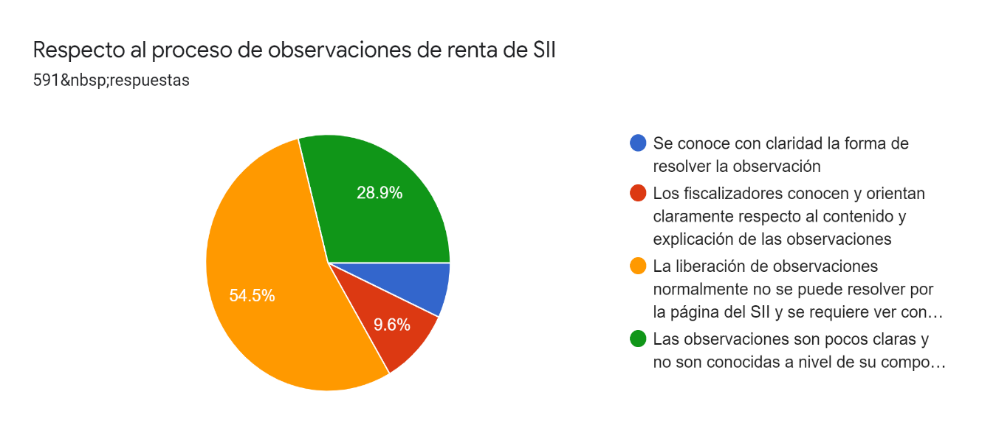 Respecto al proceso de observaciones de renta de SII
591&nbsp;respuestas
28.9%
54.5%
9.6%
Se conoce con claridad la forma de
resolver la observación
Los fiscalizadores conocen y orientan
claramente respecto al contenido y
explicación de las observaciones
La liberación de observaciones
normalmente no se puede resolver por
la página del SII y se requiere ver con…
Las observaciones son pocos claras y
no son conocidas a nivel de su compo…